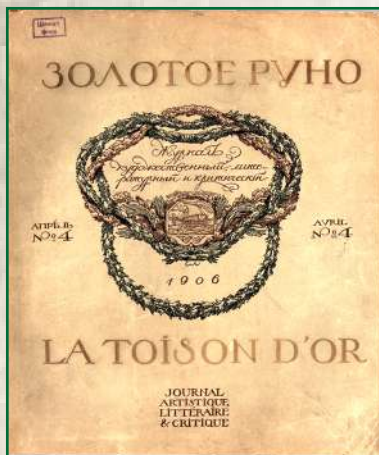 ЗОЛОТОЕ РУНО
Журналъ
художественный, лите-
ратурный и критическій
АПРѢЛЬ
№ 4
AVRIL
№ 4
1906
LA TOISON D'OR
JOURNAL
ARTISTIQUE
LITTÉRAIRE
& CRITIQUE